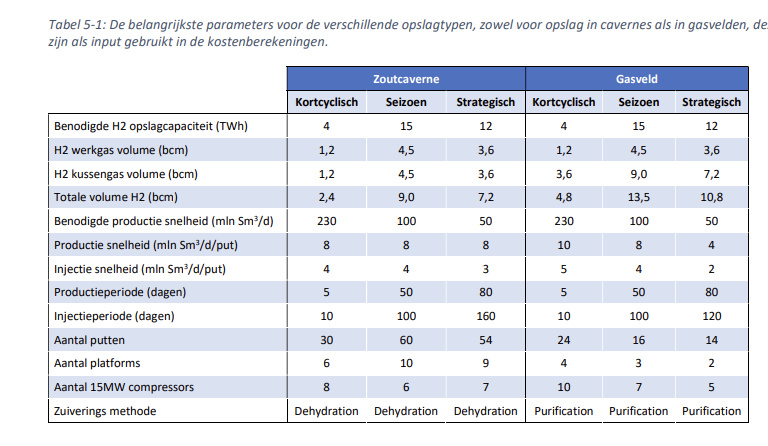 Tabel 5-1: De belangrijkste parameters voor de verschillende opslagtypen, zowel voor opslag in cavernes als in gasvelden,
zijn als input gebruikt in de kostenberekeningen.
Zoutcaverne Gasveld
Kortcyclisch Seizoen Strategisch Kortcyclisch Seizoen Strategisch
Benodigde H2 opslagcapaciteit (TWh) 4 15 12 4 15 12
H2 werkgas volume (bcm) 1,2 4,5 3,6 1,2 4,5 3,6
H2 kussengas volume (bcm) 1,2 4,5 3,6 3,6 9,0 7,2
Totale volume H2 (bcm) 2,4 9,0 7,2 4,8 13,5 10,8
Benodigde productie snelheid (mln Sm³/d) 230 100 50 230 100 50
Productie snelheid (mln Sm³/d/put) 8 8 8 10 8 4
Injectie snelheid (mln Sm³/d/put) 4 4 3 5 4 2
Productieperiode (dagen) 5 50 80 5 50 80
Injectieperiode (dagen) 10 100 160 10 100 120
Aantal putten 30 60 54 24 16 14
Aantal platforms 6 10 9 4 3 2
Aantal 15MW compressors 8 6 7 10 7 5
Zuiverings methode Dehydration Dehydration Dehydration Purification Purification Purification